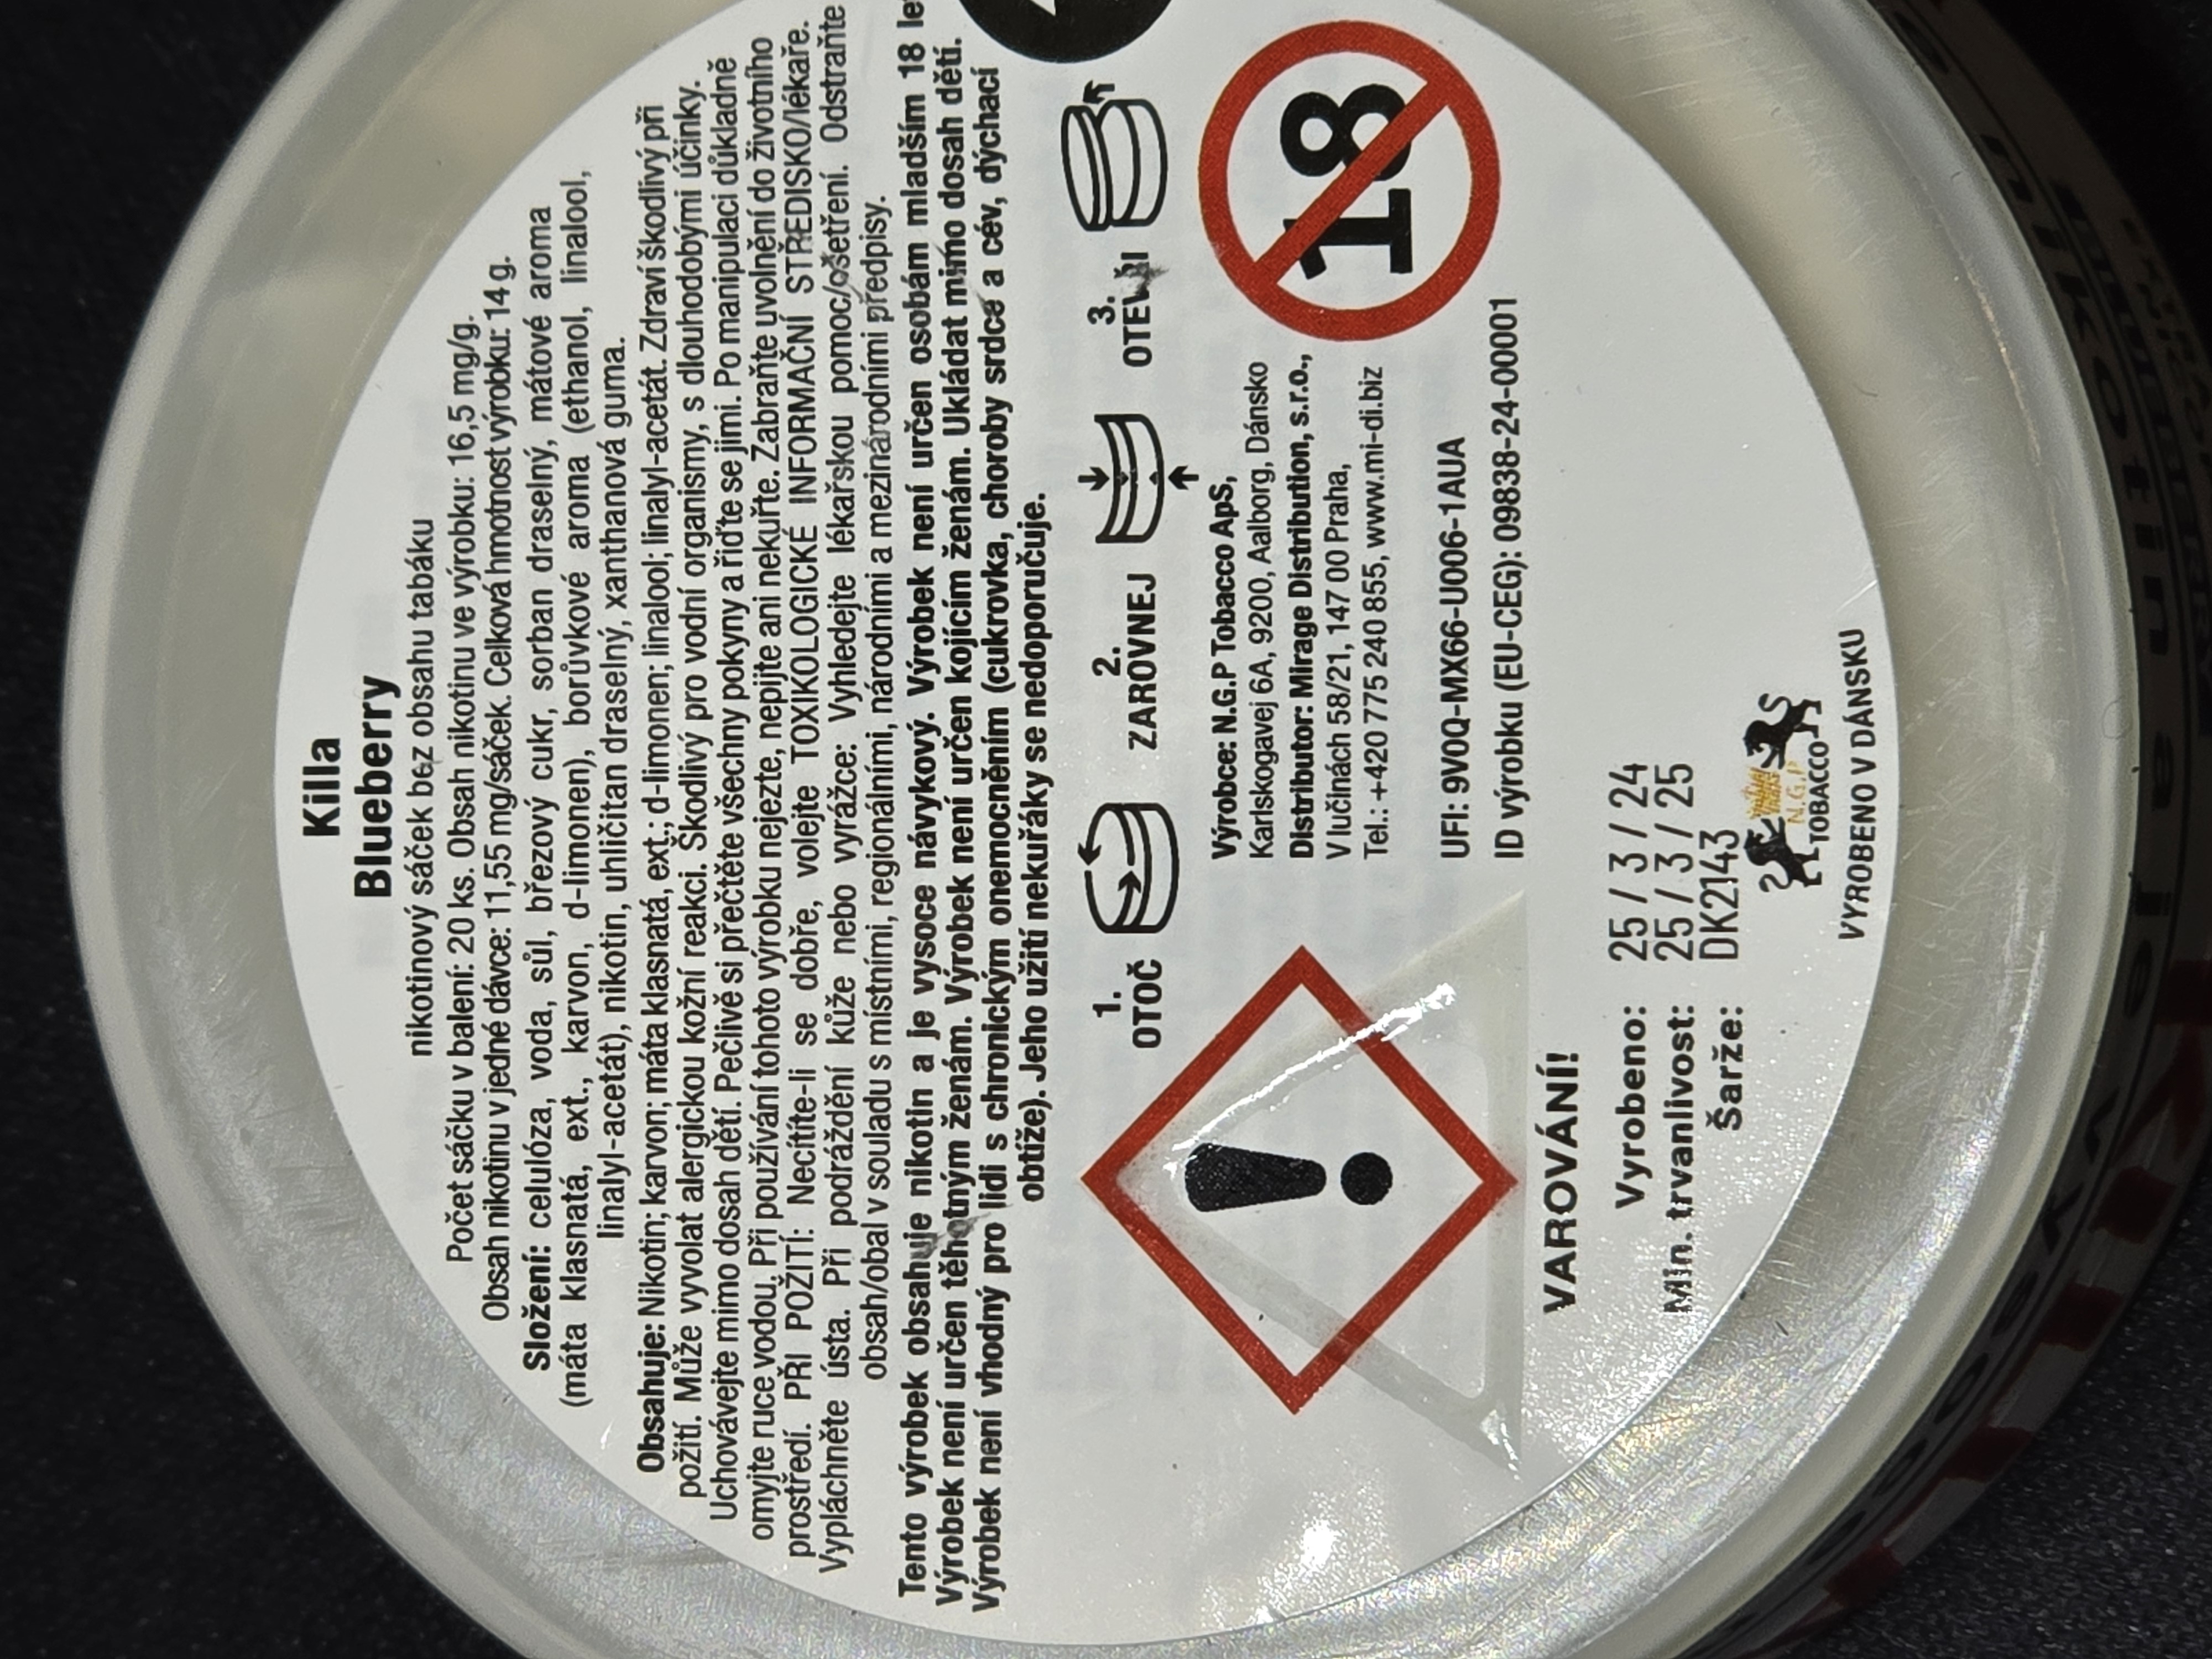 Killa
Blueberry
nikotinový sáček bez obsahu tabáku
Počet sáčku v balení: 20 ks. Obsah nikotinu ve výrobku: 16,5 mg/g.
Obsah nikotinu v jedné dávce: 11,55 mg/sáček. Celková hmotnost výrobku: 14 g.
Složení: celulóza, voda, sůl, březový cukr, sorban draselný, mátové aroma
(máta klasnatá, ext., karvon, d-limonen), borůvkové aroma (ethanol, linalool,
linalyl-acetát), nikotin, uhličitan draselný, xanthanová guma.
Obsahuje: Nikotin; karvon; máta klasnatá, ext.; d-limonen; linalool; linalyl-acetát. Zdraví škodlivý při
požití. Může vyvolat alergickou kožní reakci. Škodlivý pro vodní organismy, s dlouhodobými účinky.
Uchovávejte mimo dosah dětí. Pečlivě si přečtěte všechny pokyny a řiďte se jimi. Po manipulaci důkladně
omyjte ruce vodou. Při používání tohoto výrobku nejezte, nepijte ani nekuřte. Zabraňte uvolnění do životního
prostředí. PŘI POŽITÍ: Necítíte-li se dobře, volejte TOXIKOLOGICKÉ INFORMAČNÍ STŘEDISKO/lékaře.
Vypláchněte ústa. Při podráždění kůže nebo vyrážce: Vyhledejte lékařskou pomoc/ošetření. Odstraňte
obsah/obal v souladu s místními, regionálními, národními a mezinárodními předpisy.
Tento výrobek obsahuje nikotin a je vysoce návykový. Výrobek není určen osobám mladším 18 le
Výrobek není určen těhotným ženám. Výrobek není určen kojícím ženám. Ukládat mimo dosah dětí.
Výrobek není vhodný pro lidi s chronickým onemocněním (cukrovka, choroby srdce a cév, dýchací
obtíže). Jeho užití nekuřáky se nedoporučuje.
1.
OTOČ
2.
ZAROVNEJ
3.
OTEVŘI
Výrobce: N.G.P Tobacco ApS,
Karlskogavej 6A, 9200, Aalborg, Dánsko
Distributor: Mirage Distribution, s.r.o.,
V lučinách 58/21, 147 00 Praha,
Tel.: +420 775 240 855, www.mi-di.biz
18
UFI: 9V0Q-MX66-U006-1AUA
ID výrobku (EU-CEG): 09838-24-00001
VAROVÁNÍ!
Vyrobeno: 25 / 3 / 24
Min. trvanlivost: 25 / 3 / 25
Šarže: DK2143
N.G.P
TOBACCO
VYROBENO V DÁNSKU